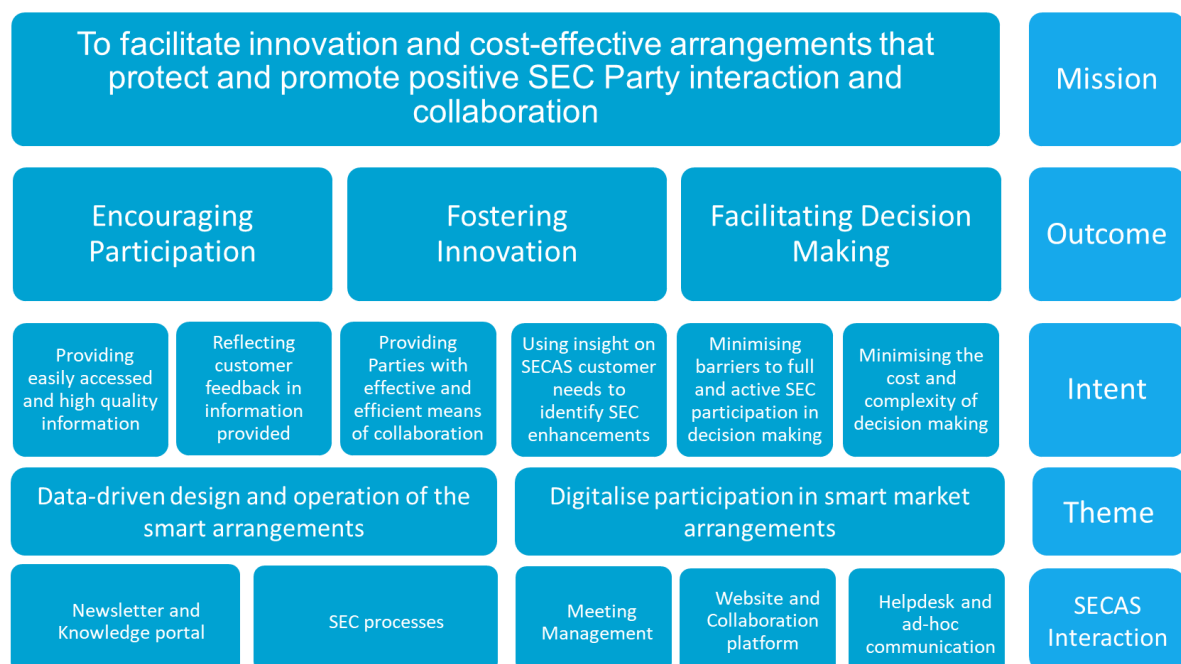 To facilitate innovation and cost-effective arrangements that
protect and promote positive SEC Party interaction and
collaboration
Mission
Encouraging
Participation
Fostering
Innovation
Facilitating Decision
Making
Outcome
Providing
easily accessed
and high quality
information
Reflecting
customer
feedback in
information
provided
Providing
Parties with
effective and
efficient means
of collaboration
Using insight on
SECAS customer
needs to
identify SEC
enhancements
Minimising
barriers to full
and active SEC
participation in
decision making
Minimising the
cost and
complexity of
decision making
Intent
Data-driven design and operation of the
smart arrangements
Digitalise participation in smart market
arrangements
Theme
Newsletter and
Knowledge portal
SEC processes
Meeting
Management
Website and
Collaboration
platform
Helpdesk and
ad-hoc
communication
SECAS
Interaction